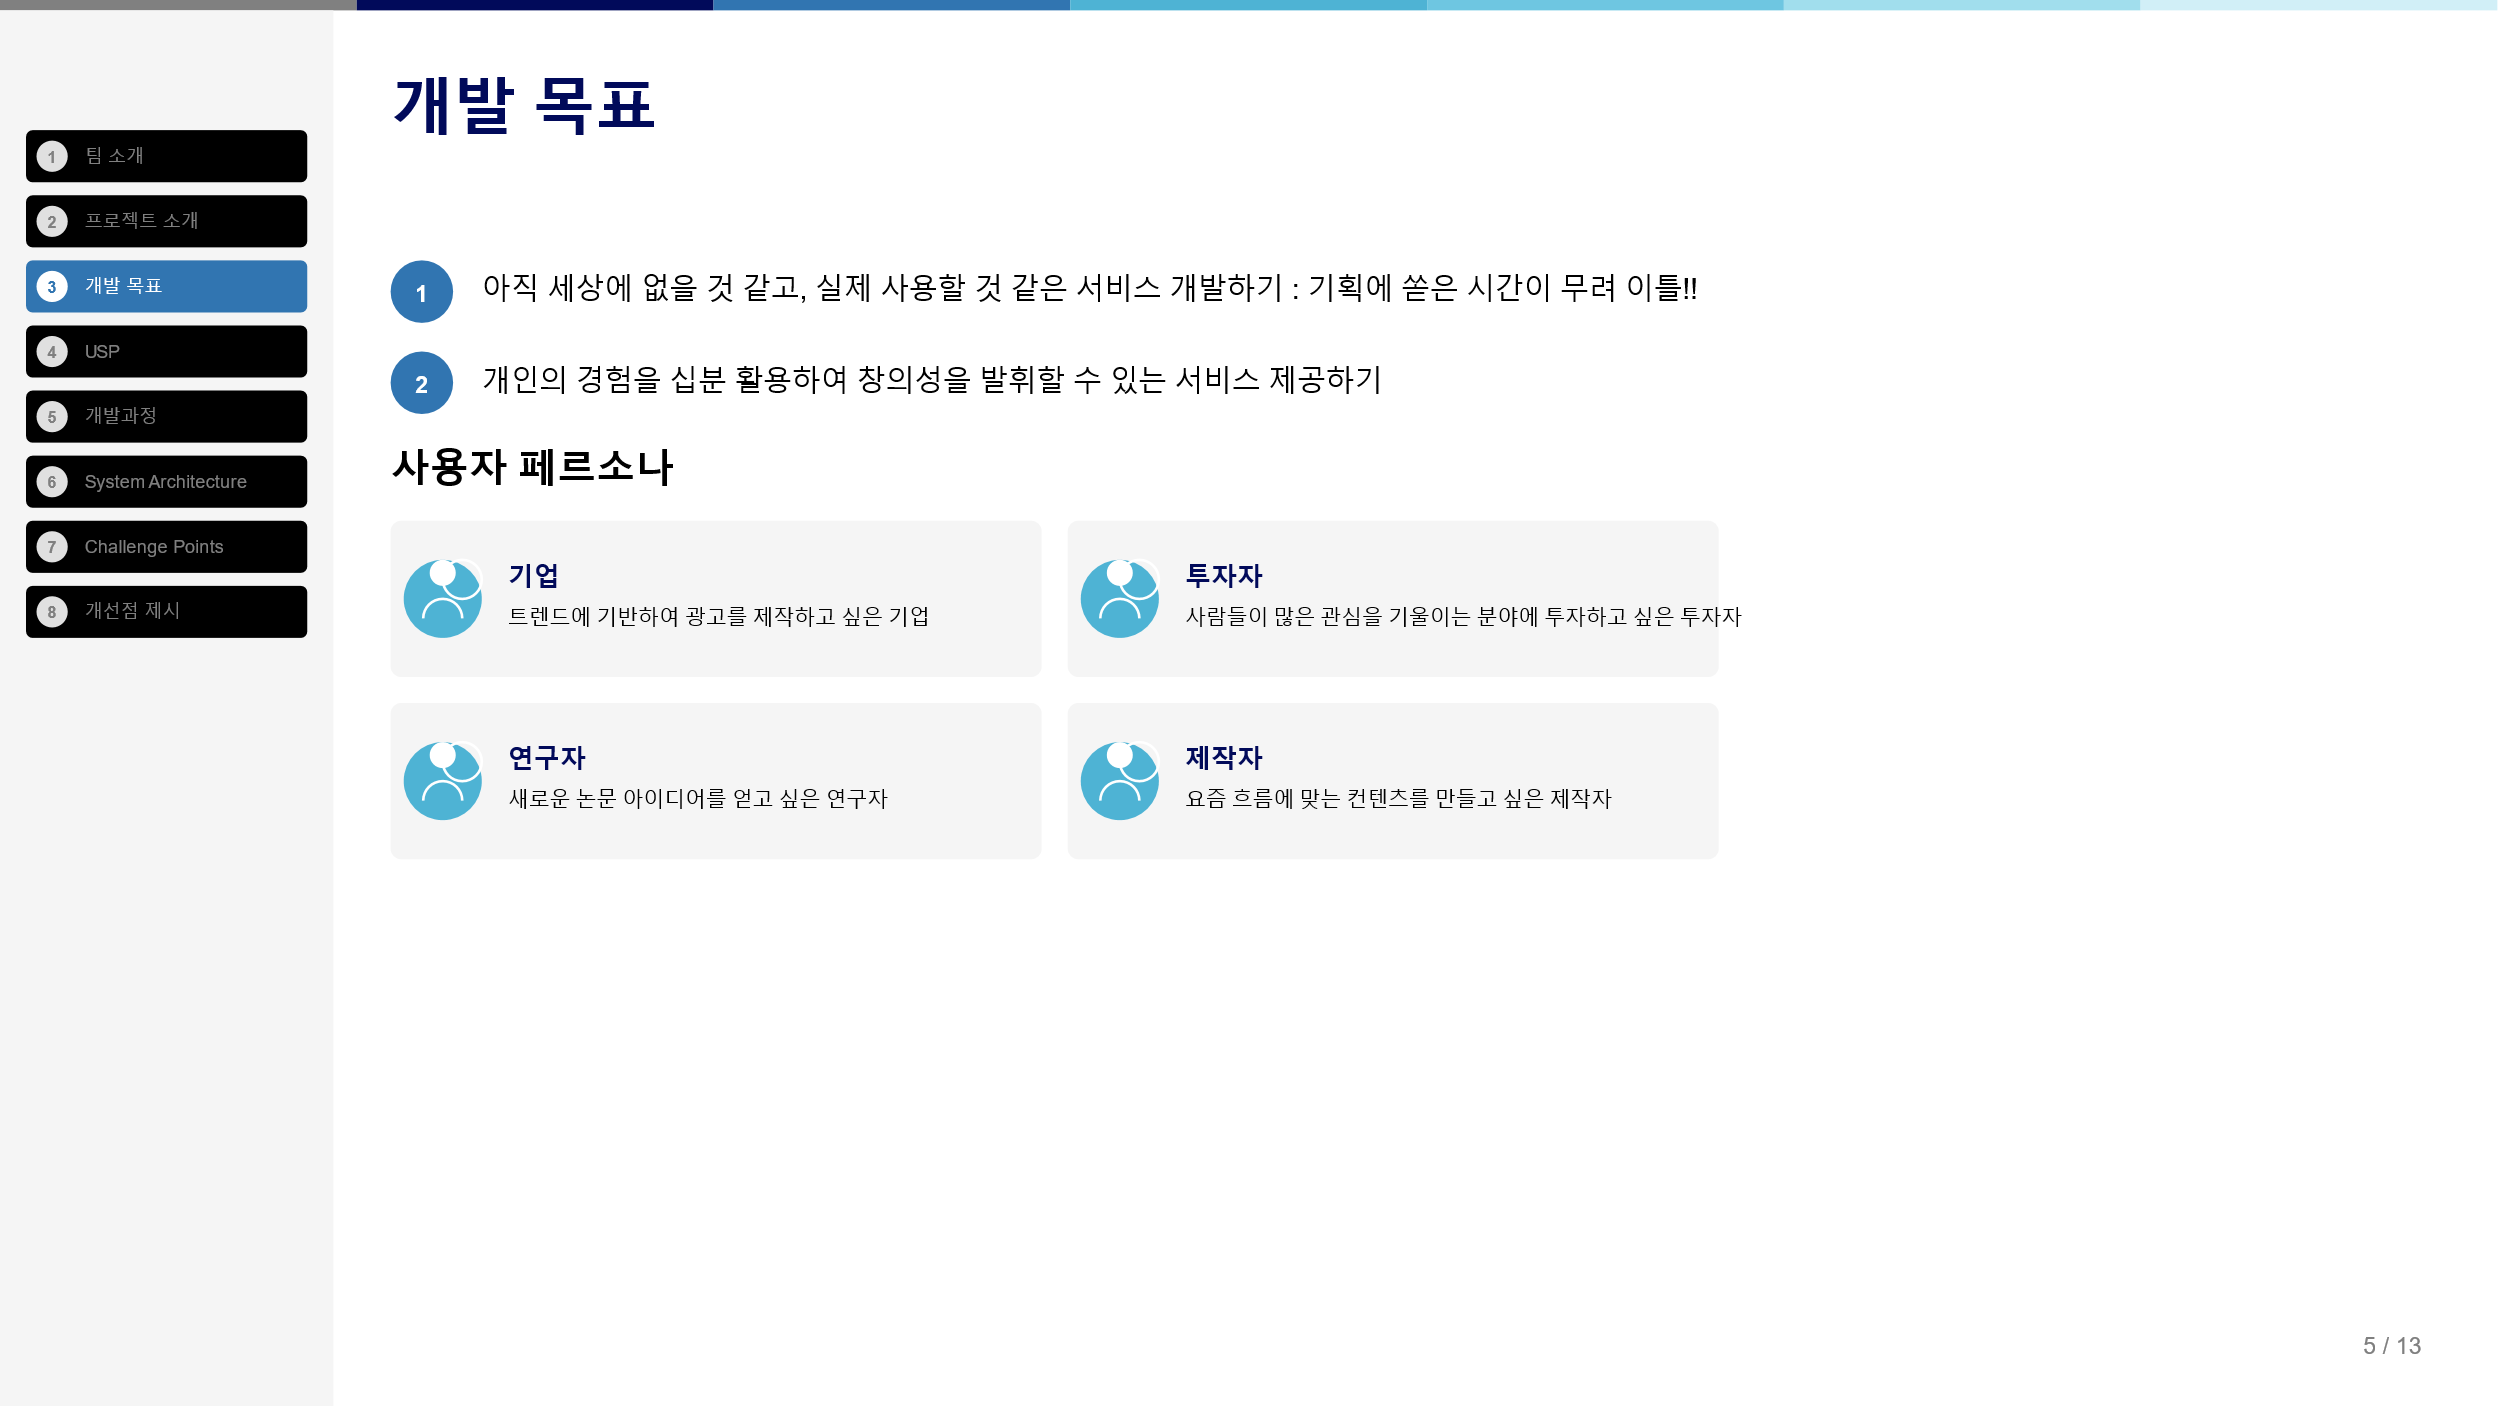 개발 목표
1 팀 소개
2 프로젝트 소개
3 개발 목표
4 USP
5 개발과정
6 System Architecture
7 Challenge Points
8 개선점 제시
1 아직 세상에 없을 것 같고, 실제 사용할 것 같은 서비스 개발하기 : 기획에 쏟은 시간이 무려 이틀!!
2 개인의 경험을 십분 활용하여 창의성을 발휘할 수 있는 서비스 제공하기
사용자 페르소나
기업
트렌드에 기반하여 광고를 제작하고 싶은 기업
투자자
사람들이 많은 관심을 기울이는 분야에 투자하고 싶은 투자자
연구자
새로운 논문 아이디어를 얻고 싶은 연구자
제작자
요즘 흐름에 맞는 컨텐츠를 만들고 싶은 제작자
5 / 13